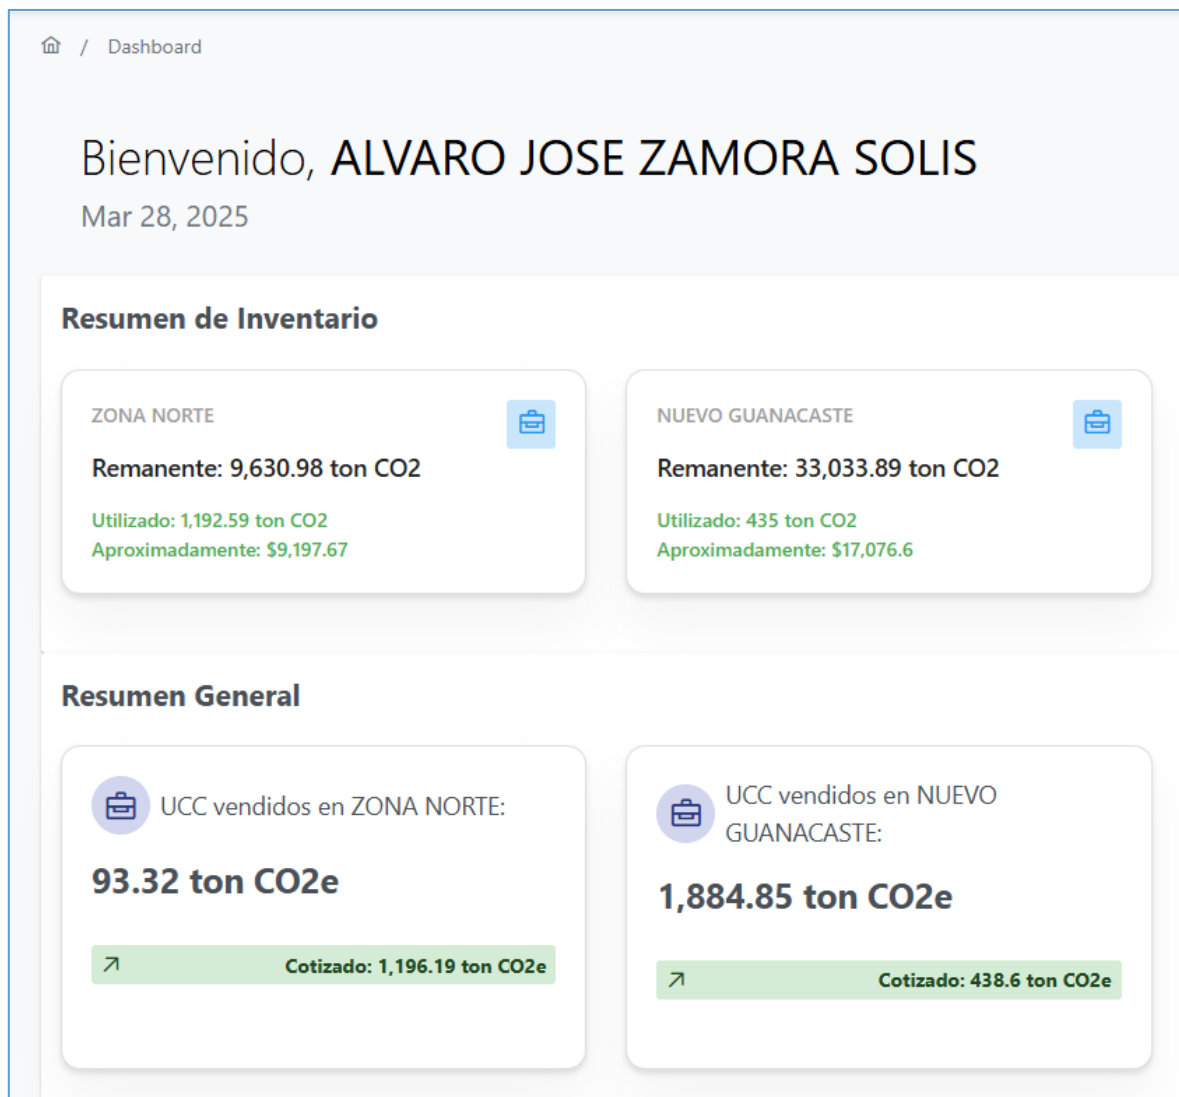 / Dashboard
Bienvenido, ALVARO JOSE ZAMORA SOLIS
Mar 28, 2025
Resumen de Inventario
ZONA NORTE
Remanente: 9,630.98 ton CO2
Utilizado: 1,192.59 ton CO2
Aproximadamente: $9,197.67
NUEVO GUANACASTE
Remanente: 33,033.89 ton CO2
Utilizado: 435 ton CO2
Aproximadamente: $17,076.6
Resumen General
UCC vendidos en ZONA NORTE:
93.32 ton CO2e
Cotizado: 1,196.19 ton CO2e
UCC vendidos en NUEVO
GUANACASTE:
1,884.85 ton CO2e
Cotizado: 438.6 ton CO2e